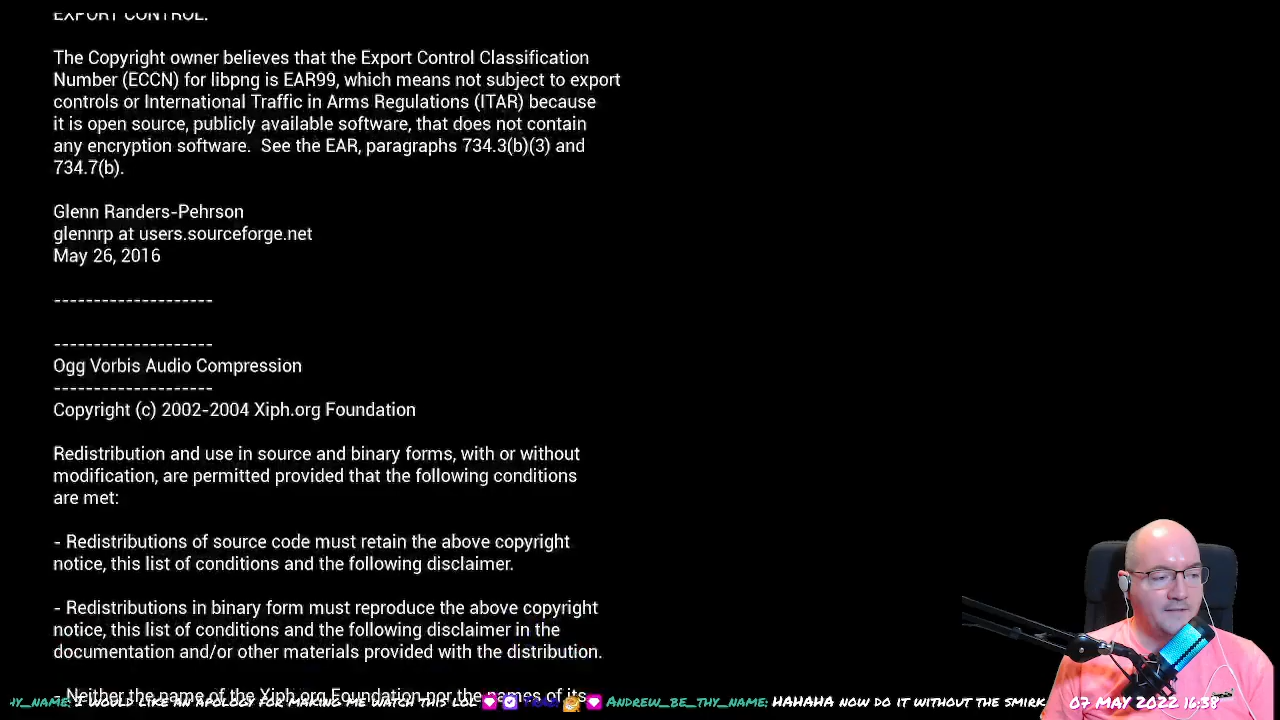 EXPORT CONTROL:
The Copyright owner believes that the Export Control Classification
Number (ECCN) for libpng is EAR99, which means not subject to export
controls or International Traffic in Arms Regulations (ITAR) because
it is open source, publicly available software, that does not contain
any encryption software.  See the EAR, paragraphs 734.3(b)(3) and
734.7(b).
Glenn Randers-Pehrson
glennrp at users.sourceforge.net
May 26, 2016
--------------------
--------------------
Ogg Vorbis Audio Compression
--------------------
Copyright (c) 2002-2004 Xiph.org Foundation
Redistribution and use in source and binary forms, with or without
modification, are permitted provided that the following conditions
are met:
- Redistributions of source code must retain the above copyright
notice, this list of conditions and the following disclaimer.
- Redistributions in binary form must reproduce the above copyright
notice, this list of conditions and the following disclaimer in the
documentation and/or other materials provided with the distribution.
- Neither the name of the Xiph.org Foundation nor the names of its
HY_NAME: I WOULD LIKE AN APOLOGY FOR MAKING ME WATCH THIS LOL ANDREW_BE_THY_NAME: HAHAHA NOW DO IT WITHOUT THE SMIRK 07 MAY 2022 16:38